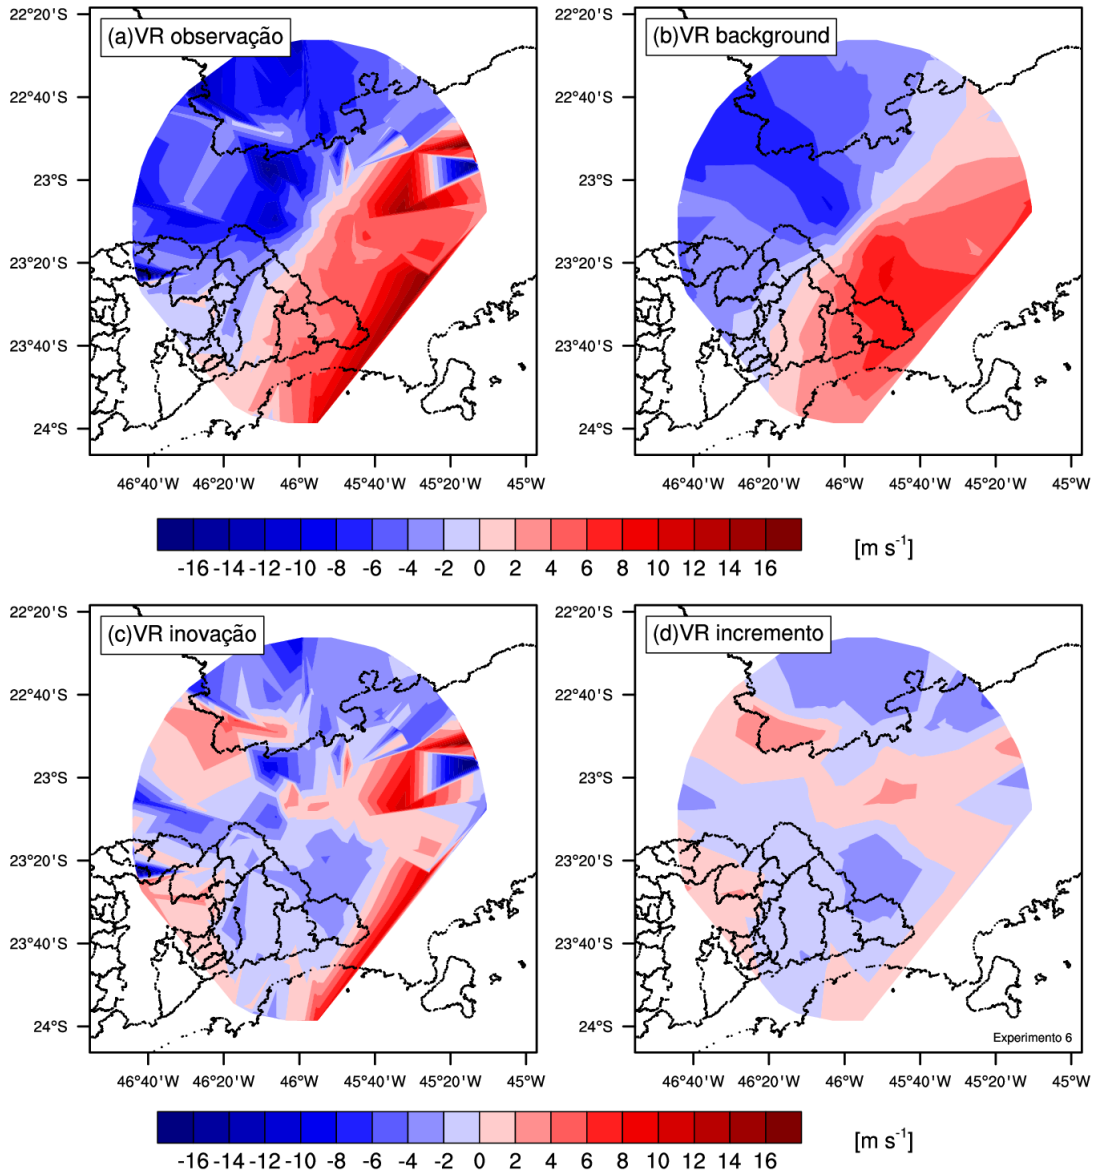 (a)VR observação
22°20'S
22°40'S
23°S
23°20'S
23°40'S
24°S
46°40'W 46°20'W 46°W 45°40'W 45°20'W 45°W
(b)VR background
22°20'S
22°40'S
23°S
23°20'S
23°40'S
24°S
46°40'W 46°20'W 46°W 45°40'W 45°20'W 45°W
-16 -14 -12 -10 -8 -6 -4 -2 0 2 4 6 8 10 12 14 16
[m s⁻¹]
(c)VR inovação
22°20'S
22°40'S
23°S
23°20'S
23°40'S
24°S
46°40'W 46°20'W 46°W 45°40'W 45°20'W 45°W
(d)VR incremento
22°20'S
22°40'S
23°S
23°20'S
23°40'S
24°S
Experimento 6
46°40'W 46°20'W 46°W 45°40'W 45°20'W 45°W
-16 -14 -12 -10 -8 -6 -4 -2 0 2 4 6 8 10 12 14 16
[m s⁻¹]